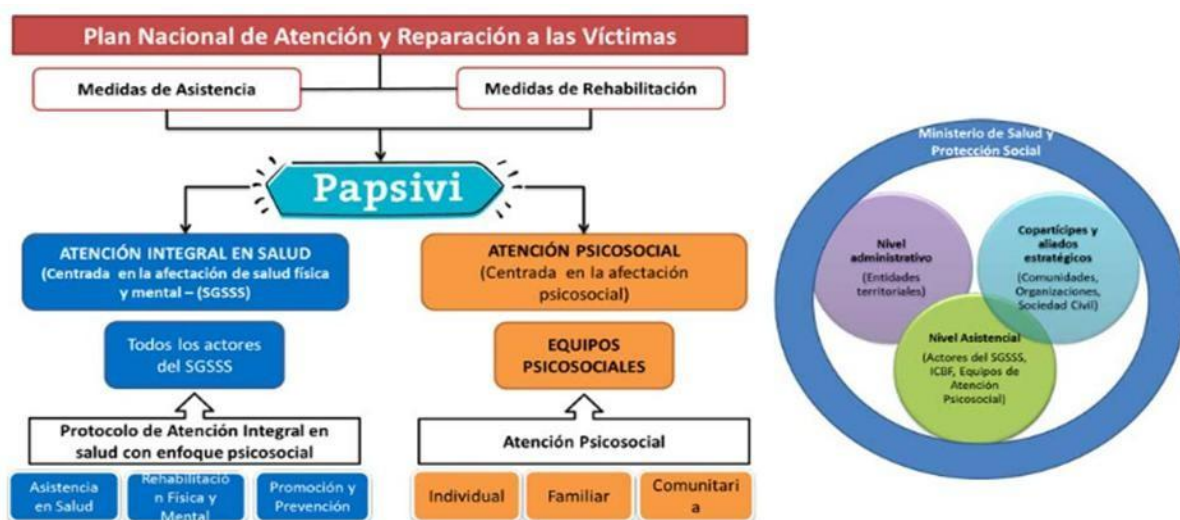 Plan Nacional de Atención y Reparación a las Víctimas
Medidas de Asistencia
Medidas de Rehabilitación
Papsivi
ATENCIÓN INTEGRAL EN SALUD
(Centrada en la afectación de salud física
y mental – (SGSSS)
ATENCIÓN PSICOSOCIAL
(Centrada en la afectación
psicosocial)
Todos los actores
del SGSSS
EQUIPOS
PSICOSOCIALES
Protocolo de Atención Integral en
salud con enfoque psicosocial
Atención Psicosocial
Asistencia
en Salud
Rehabilitació
n Física y
Mental
Promoción y
Prevención
Individual
Familiar
Comunitari
a
Ministerio de Salud y
Protección Social
Nivel
administrativo
(Entidades
territoriales)
Copartícipes y
aliados
estratégicos
(Comunidades,
Organizaciones,
Sociedad Civil)
Nivel Asistencial
(Actores del SGSSS,
ICBF, Equipos de
Atención
Psicosocial)